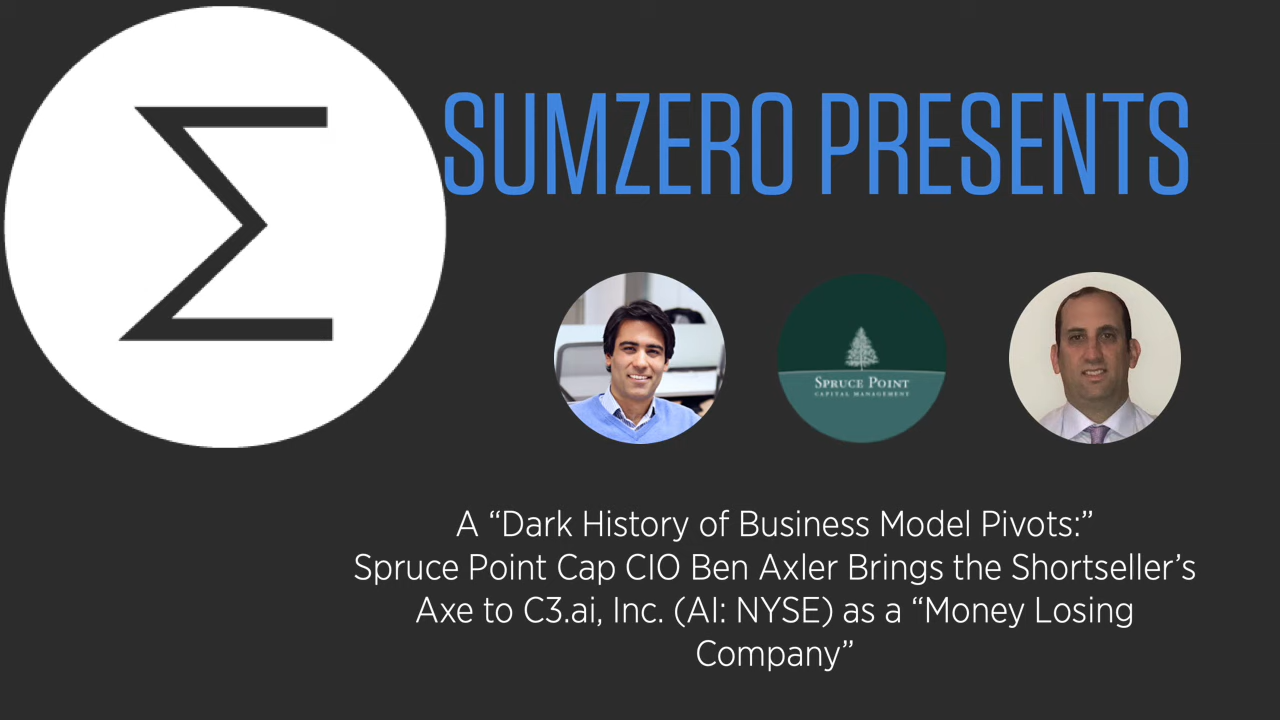 Σ
SUMZERO PRESENTS
SPRUCE POINT
CAPITAL MANAGEMENT
A “Dark History of Business Model Pivots:”
Spruce Point Cap CIO Ben Axler Brings the Shortseller’s
Axe to C3.ai, Inc. (AI: NYSE) as a “Money Losing
Company”